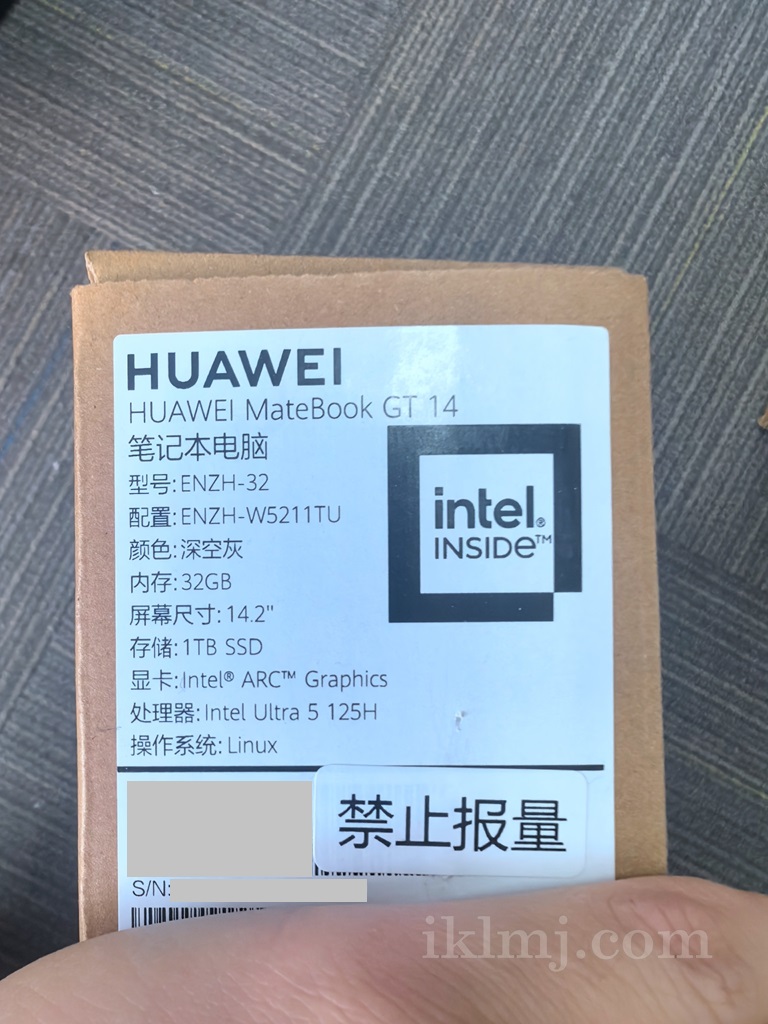 HUAWEI
HUAWEI MateBook GT 14
笔记本电脑
型号:ENZH-32
配置:ENZH-W5211TU
颜色:深空灰
内存:32GB
屏幕尺寸:14.2"
存储:1TB SSD
显卡:Intel® ARC™ Graphics
处理器:Intel Ultra 5 125H
操作系统:Linux
intel®
INSIDe™
禁止报量
S/N:
iklmj.com